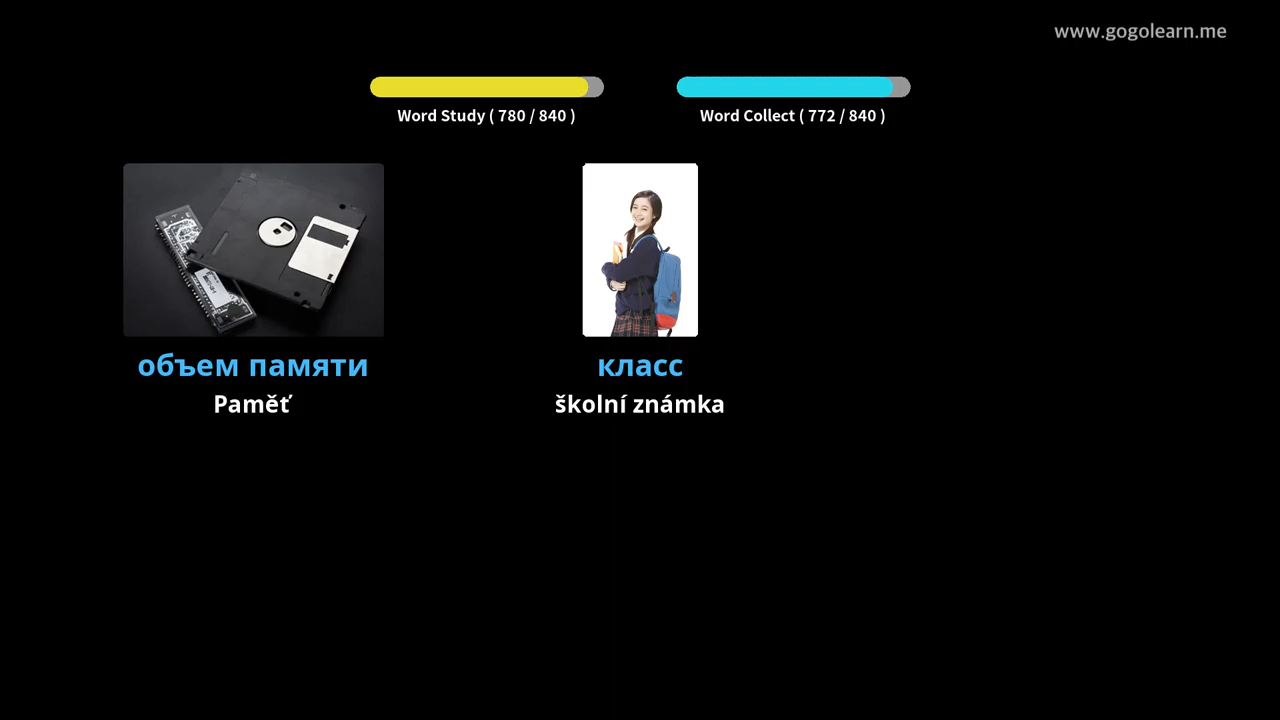 www.gogolearn.me
Word Study ( 780 / 840 )
Word Collect ( 772 / 840 )
объем памяти
Paměť
класс
školní známka